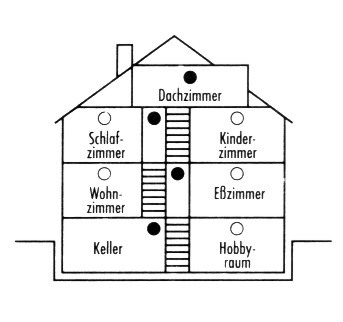 Dachzimmer
Schlaf-
zimmer
Kinder-
zimmer
Wohn-
zimmer
Eßzimmer
Keller
Hobby-
raum